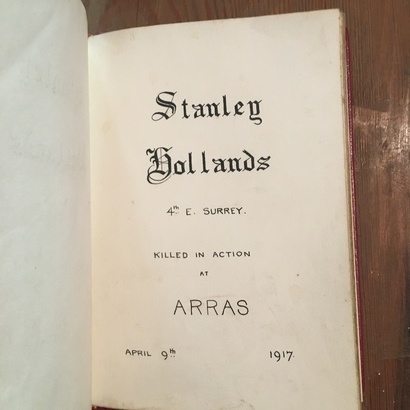 Stanley
Hollands
4th E. SURREY.
KILLED IN ACTION
AT
ARRAS
APRIL 9th 1917.